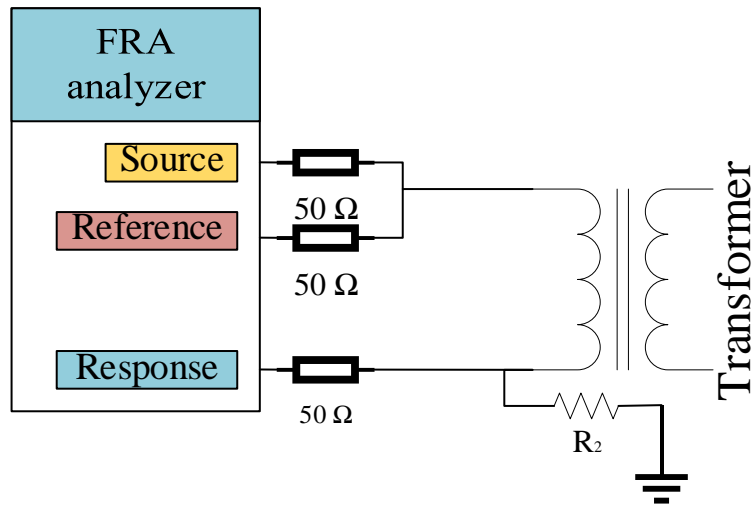 FRA
analyzer
Source
50 Ω
Reference
50 Ω
Response
50 Ω
R₂
Transformer